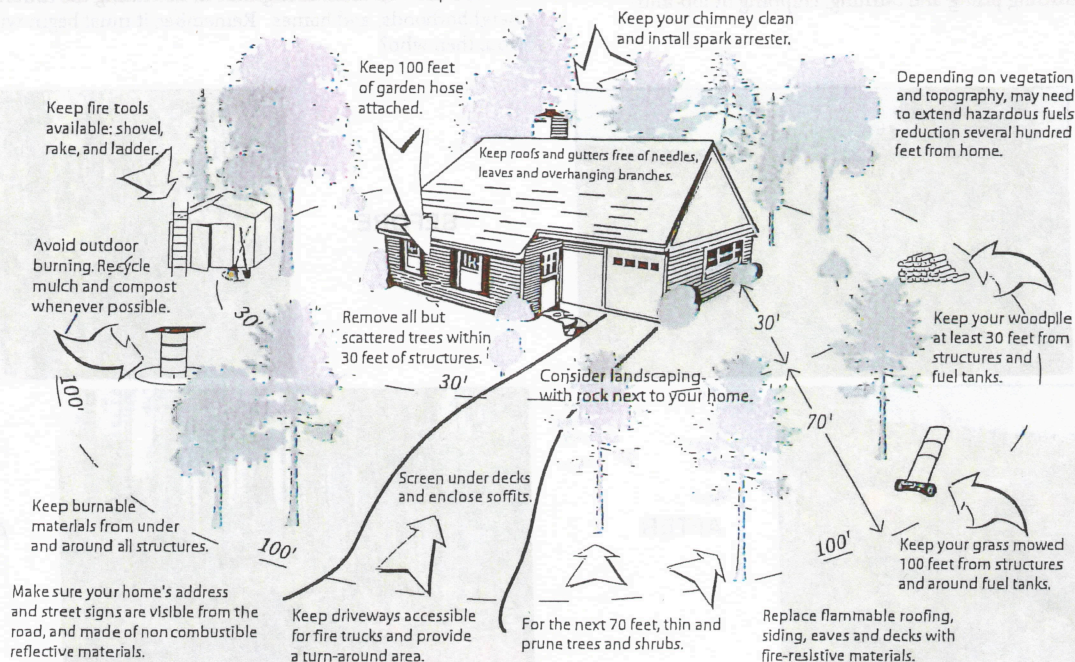 Keep your chimney clean
and install spark arrester.
Keep 100 feet
of garden hose
attached.
Depending on vegetation
and topography, may need
to extend hazardous fuels
reduction several hundred
feet from home.
Keep fire tools
available: shovel,
rake, and ladder.
Keep roofs and gutters free of needles,
leaves and overhanging branches.
Avoid outdoor
burning. Recycle
mulch and compost
whenever possible.
30'
Remove all but
scattered trees within
30 feet of structures.
30'
Keep your woodpile
at least 30 feet from
structures and
fuel tanks.
100'
30'
Consider landscaping
with rock next to your home.
70'
Screen under decks
and enclose soffits.
Keep burnable
materials from under
and around all structures.
100'
100'
Keep your grass mowed
100 feet from structures
and around fuel tanks.
Make sure your home's address
and street signs are visible from the
road, and made of noncombustible
reflective materials.
Keep driveways accessible
for fire trucks and provide
a turn-around area.
For the next 70 feet, thin and
prune trees and shrubs.
Replace flammable roofing,
siding, eaves and decks with
fire-resistive materials.